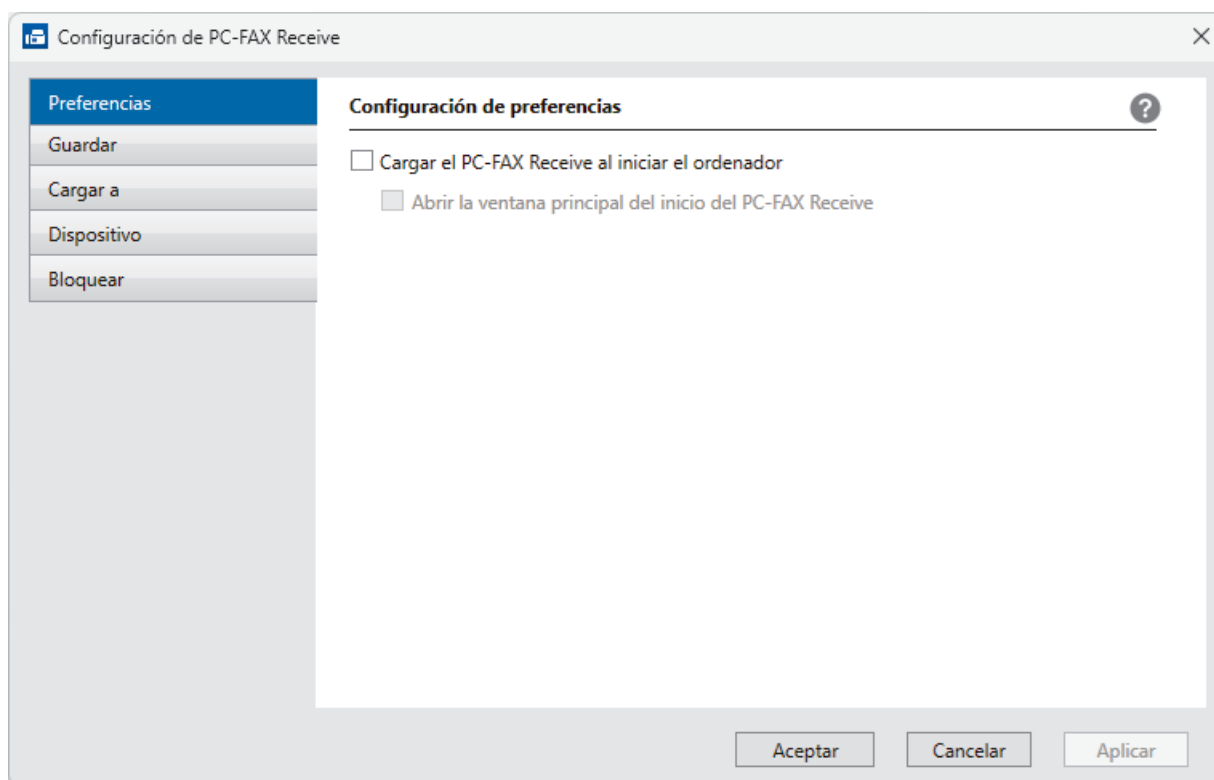 Configuración de PC-FAX Receive
Preferencias
Guardar
Cargar a
Dispositivo
Bloquear
Configuración de preferencias
?
Cargar el PC-FAX Receive al iniciar el ordenador
Abrir la ventana principal del inicio del PC-FAX Receive
Aceptar
Cancelar
Aplicar